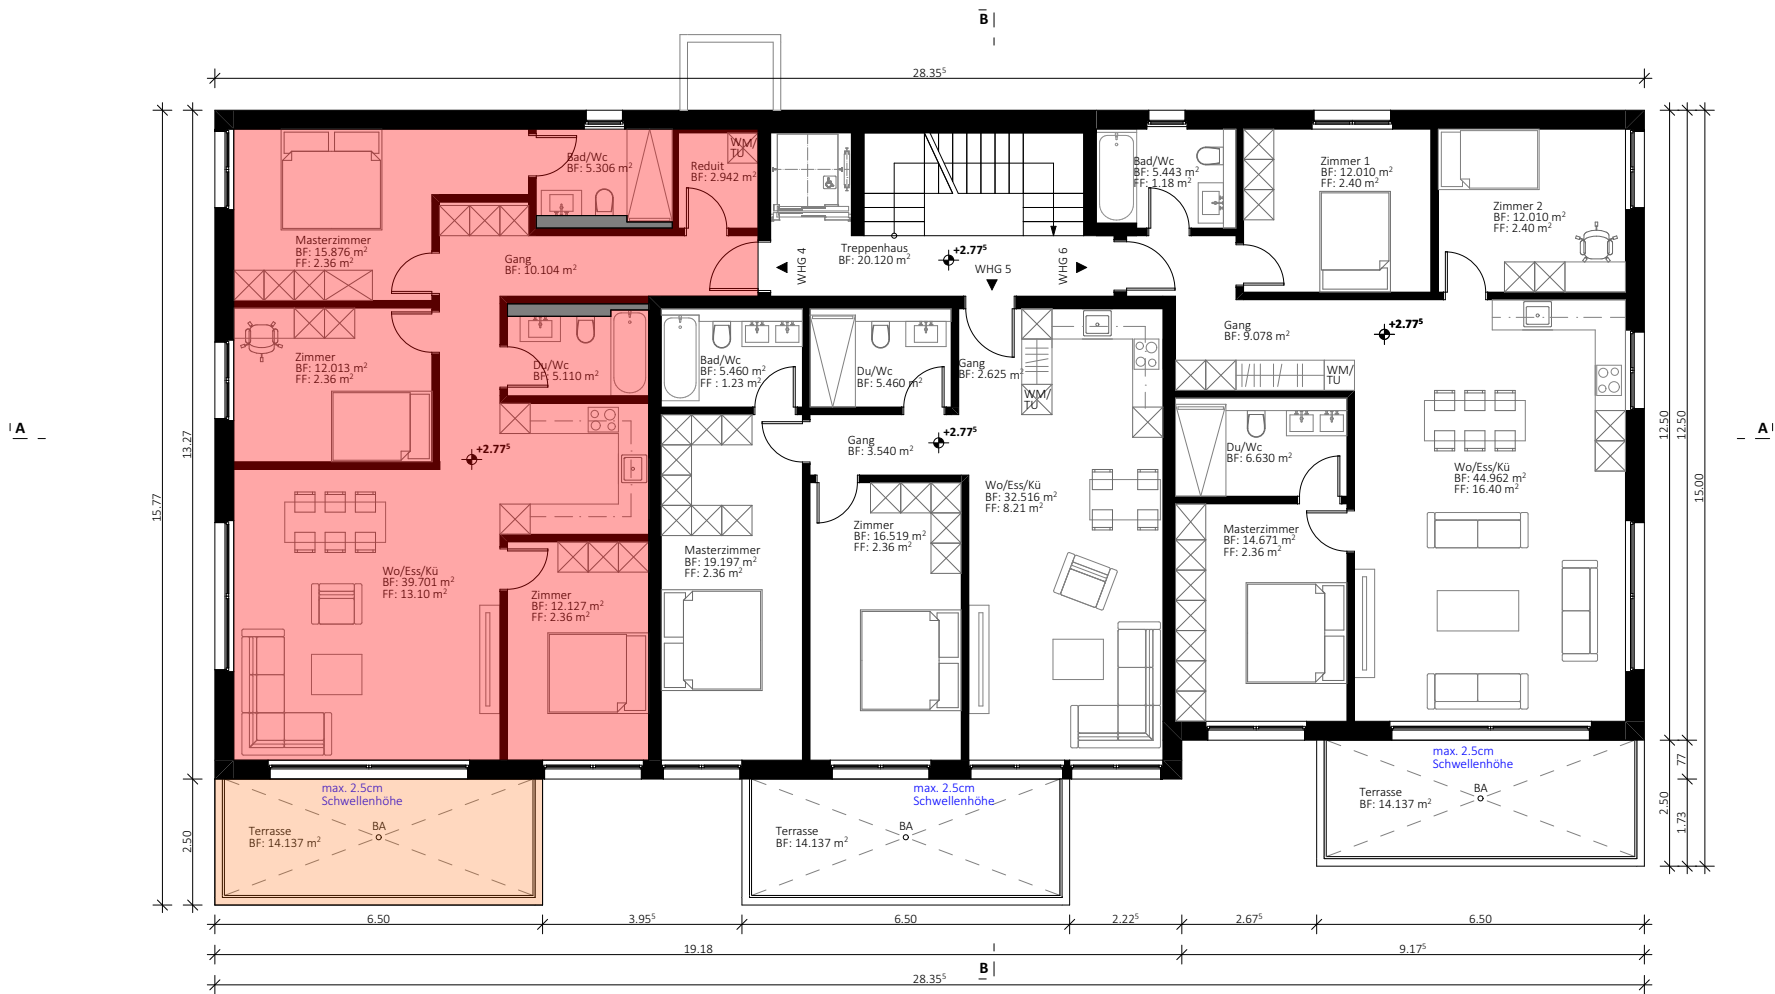 B
28.35⁵
Bad/Wc
BF: 5.306 m²
WM/
TU
Reduit
BF: 2.942 m²
Masterzimmer
BF: 15.876 m²
FF: 2.36 m²
Gang
BF: 10.104 m²
WHG 4
Treppenhaus
BF: 20.120 m²
+2.77⁵
WHG 5
WHG 6
Bad/Wc
BF: 5.443 m²
FF: 1.18 m²
Zimmer 1
BF: 12.010 m²
FF: 2.40 m²
Zimmer 2
BF: 12.010 m²
FF: 2.40 m²
Zimmer
BF: 12.013 m²
FF: 2.36 m²
Du/Wc
BF: 5.110 m²
Bad/Wc
BF: 5.460 m²
FF : 1.23 m²
Du/Wc
BF: 5.460 m²
Gang
BF: 2.625 m²
WM/
TU
Gang
BF: 9.078 m²
+2.77⁵
WM/
TU
A
+2.77⁵
Gang
BF: 3.540 m²
+2.77⁵
Du/Wc
BF: 6.630 m²
Wo/Ess/Kü
BF: 44.962 m²
FF: 16.40 m²
A
13.27
15.77
12.50
12.50
15.00
Wo/Ess/Kü
BF: 32.516 m²
FF: 8.21 m²
Zimmer
BF: 16.519 m²
FF: 2.36 m²
Masterzimmer
BF: 14.671 m²
FF: 2.36 m²
Masterzimmer
BF: 19.197 m²
FF: 2.36 m²
Wo/Ess/Kü
BF: 39.701 m²
FF: 13.10 m²
Zimmer
BF: 12.127 m²
FF: 2.36 m²
max. 2.5cm
Schwellenhöhe
Terrasse
BF: 14.137 m²
BA
max. 2.5cm
Schwellenhöhe
Terrasse
BF: 14.137 m²
BA
max. 2.5cm
Schwellenhöhe
Terrasse
BF: 14.137 m²
BA
2.50
2.50
77
1.73
6.50
3.95⁵
6.50
2.22⁵
2.67⁵
6.50
19.18
9.17⁵
B
28.35⁵